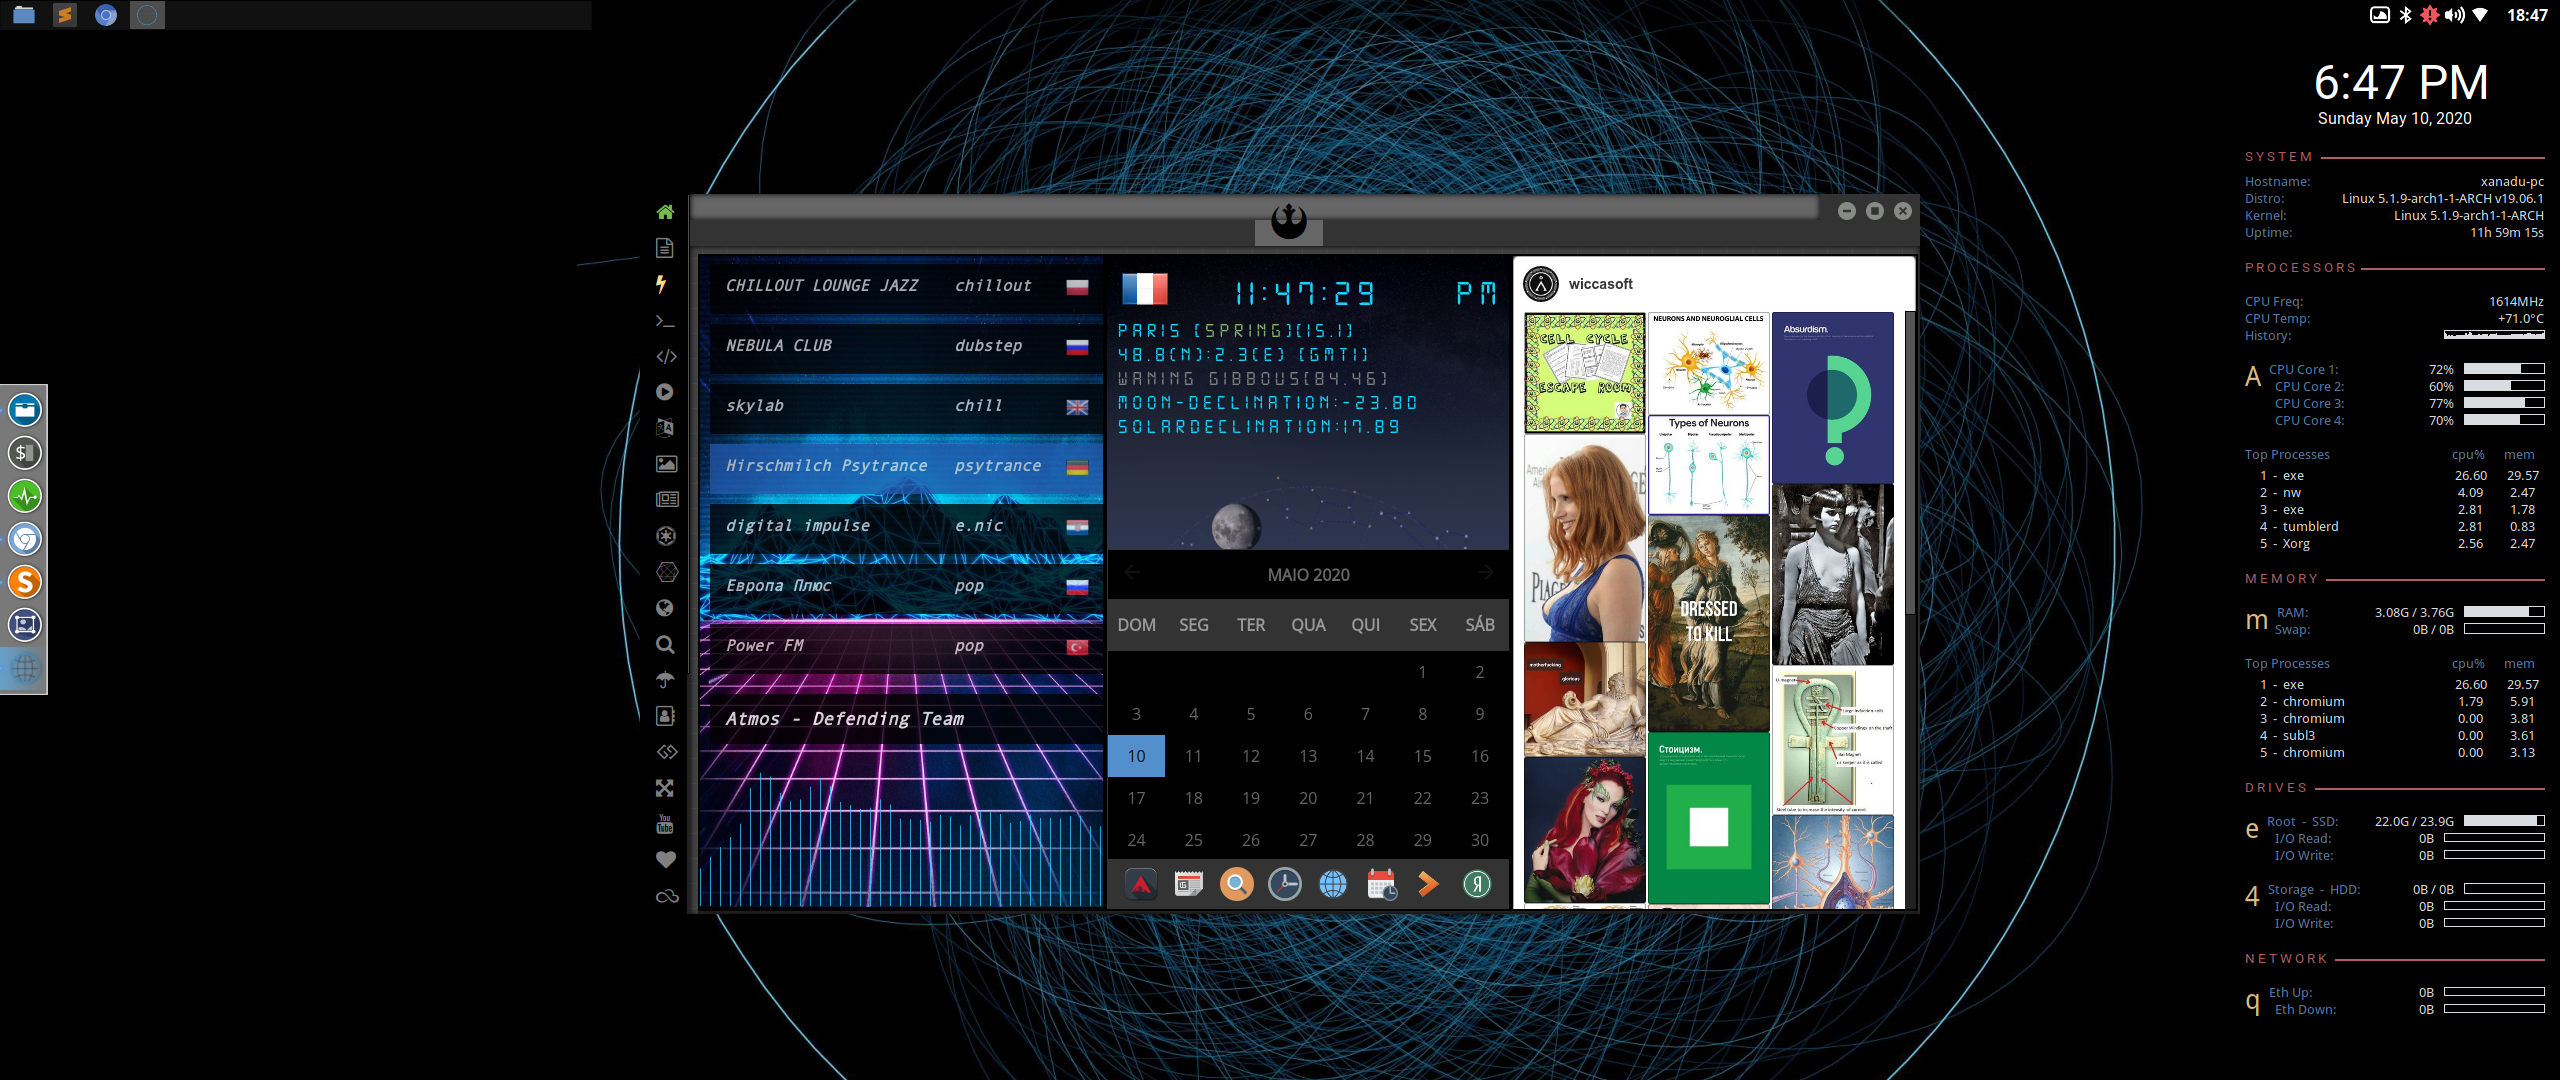 18:47
6:47 PM
Sunday May 10, 2020
SYSTEM
Hostname: xanadu-pc
Distro: Linux 5.1.9-arch1-1-ARCH v19.06.1
Kernel: Linux 5.1.9-arch1-1-ARCH
Uptime: 11h 59m 15s
PROCESSORS
CPU Freq: 1614MHz
CPU Temp: +71.0°C
History:
A CPU Core 1: 72%
CPU Core 2: 60%
CPU Core 3: 77%
CPU Core 4: 70%
Top Processes cpu% mem
1 - exe 26.60 29.57
2 - nw 4.09 2.47
3 - exe 2.81 1.78
4 - tumblerd 2.81 0.83
5 - Xorg 2.56 2.47
MEMORY
m RAM: 3.08G / 3.76G
Swap: 0B / 0B
Top Processes cpu% mem
1 - exe 26.60 29.57
2 - chromium 1.79 5.91
3 - chromium 0.00 3.81
4 - subl3 0.00 3.61
5 - chromium 0.00 3.13
DRIVES
e Root - SSD: 22.0G / 23.9G
I/O Read: 0B
I/O Write: 0B
4 Storage - HDD: 0B / 0B
I/O Read: 0B
I/O Write: 0B
NETWORK
q Eth Up: 0B
Eth Down: 0B
CHILLOUT LOUNGE JAZZ chillout
NEBULA CLUB dubstep
skylab chill
Hirschmilch Psytrance psytrance
digital impulse e.nic
Европа Плюс pop
Power FM pop
Atmos - Defending Team
You
Tube
11:47:29 PM
PARIS [SPRING][15.1]
48.8(N):2.3(E) [GMT1]
WANING GIBBOUS[84.46]
MOON-DECLINATION:-23.80
SOLARDECLINATION:17.89
MAIO 2020
DOM SEG TER QUA QUI SEX SÁB
1 2
3 4 5 6 7 8 9
10 11 12 13 14 15 16
17 18 19 20 21 22 23
24 25 26 27 28 29 30
Я
wiccasoft
CELL CYCLE
ESCAPE ROOM
NEURONS AND NEUROGLIAL CELLS
Types of Neurons
Absurdism.
PIAGE
DRESSED
TO KILL
motherfucking
glorious
Стоицизм.